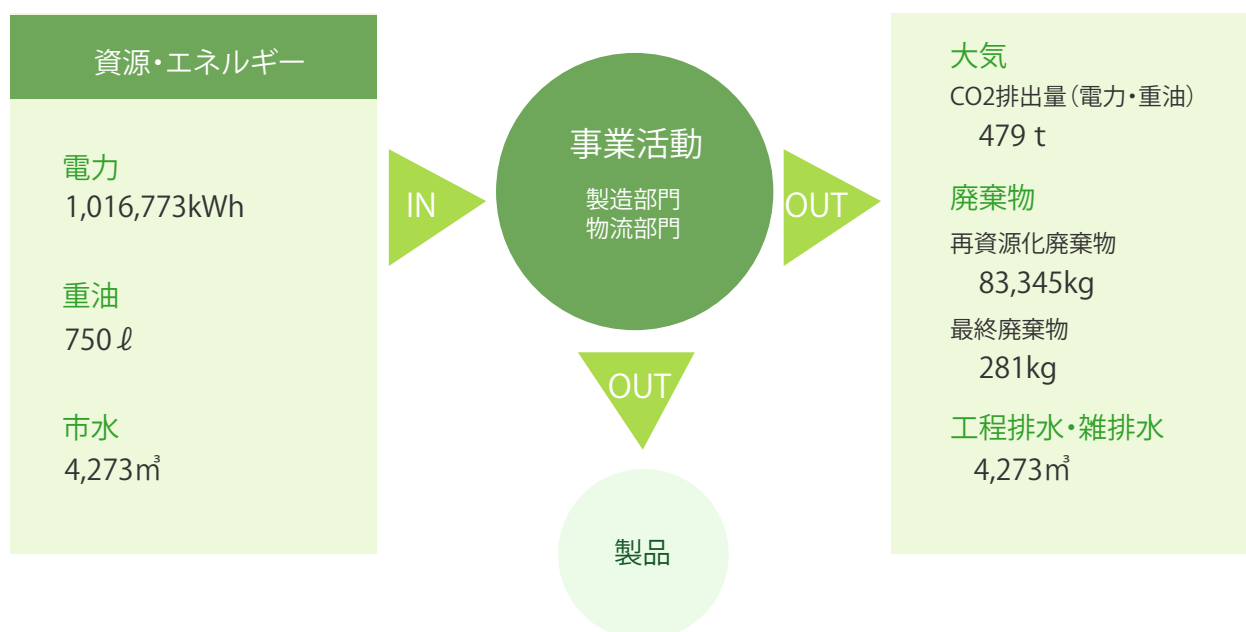 資源・エネルギー
電力
1,016,773kWh
重油
750ℓ
市水
4,273㎥
IN
事業活動
製造部門
物流部門
OUT
OUT
製品
大気
CO2排出量（電力・重油）
479 t
廃棄物
再資源化廃棄物
83,345kg
最終廃棄物
281kg
工程排水・雑排水
4,273㎥